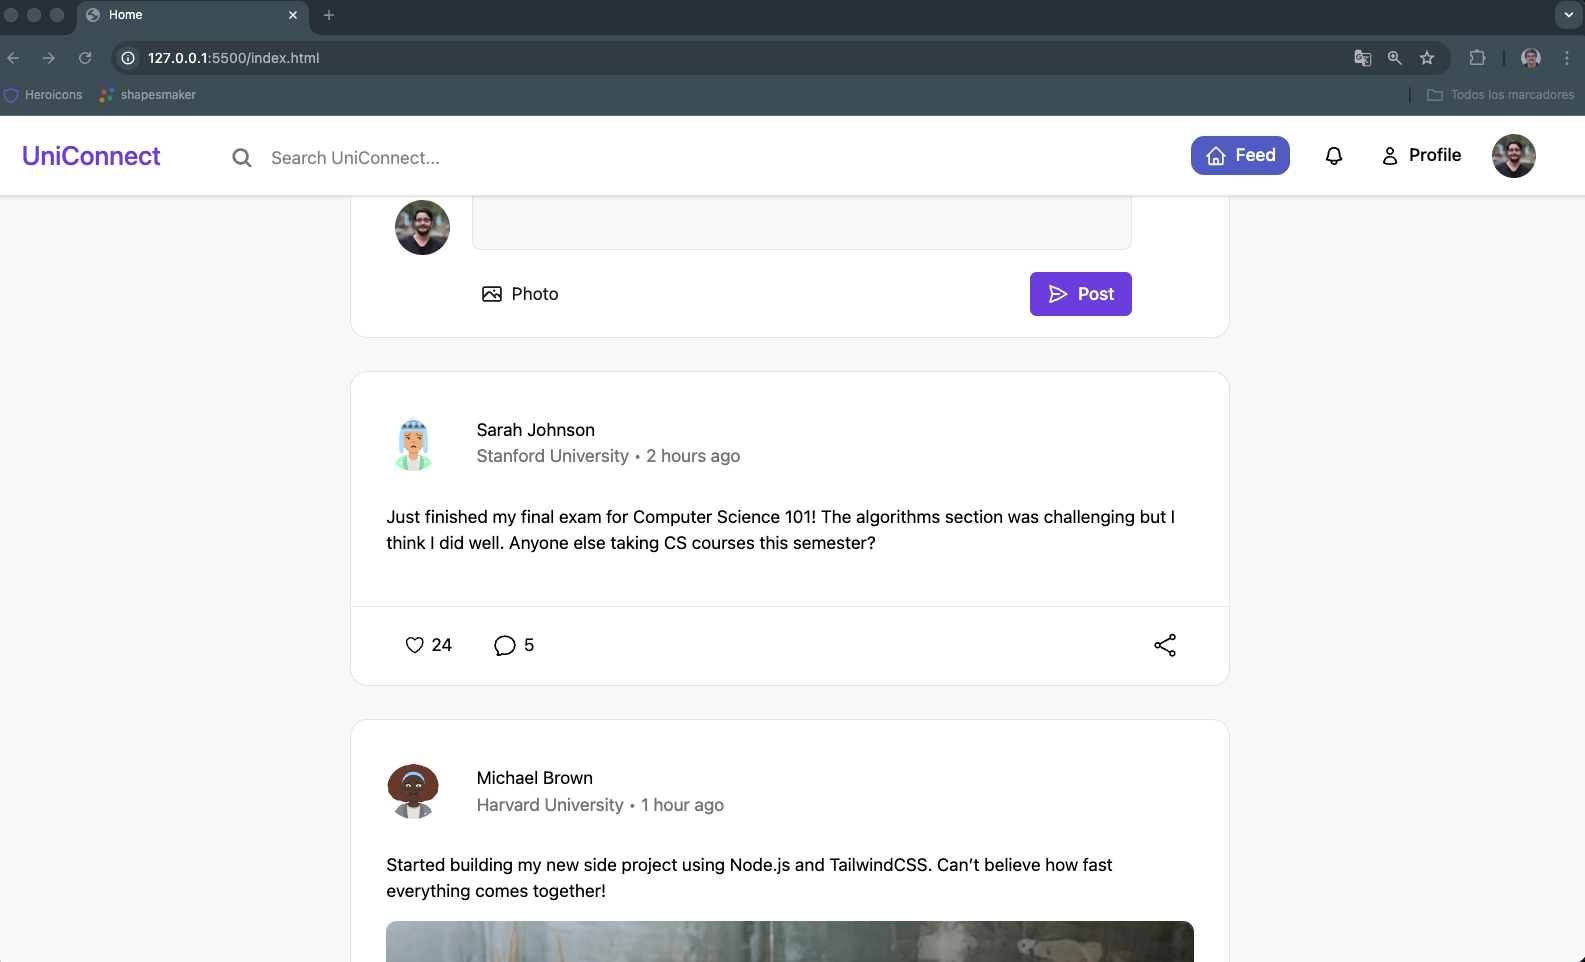 Home
127.0.0.1:5500/index.html
Heroicons
shapesmaker
Todos los marcadores
UniConnect
Search UniConnect...
Feed
Profile
Photo
Post
Sarah Johnson
Stanford University • 2 hours ago
Just finished my final exam for Computer Science 101! The algorithms section was challenging but I
think I did well. Anyone else taking CS courses this semester?
24
5
Michael Brown
Harvard University • 1 hour ago
Started building my new side project using Node.js and TailwindCSS. Can’t believe how fast
everything comes together!